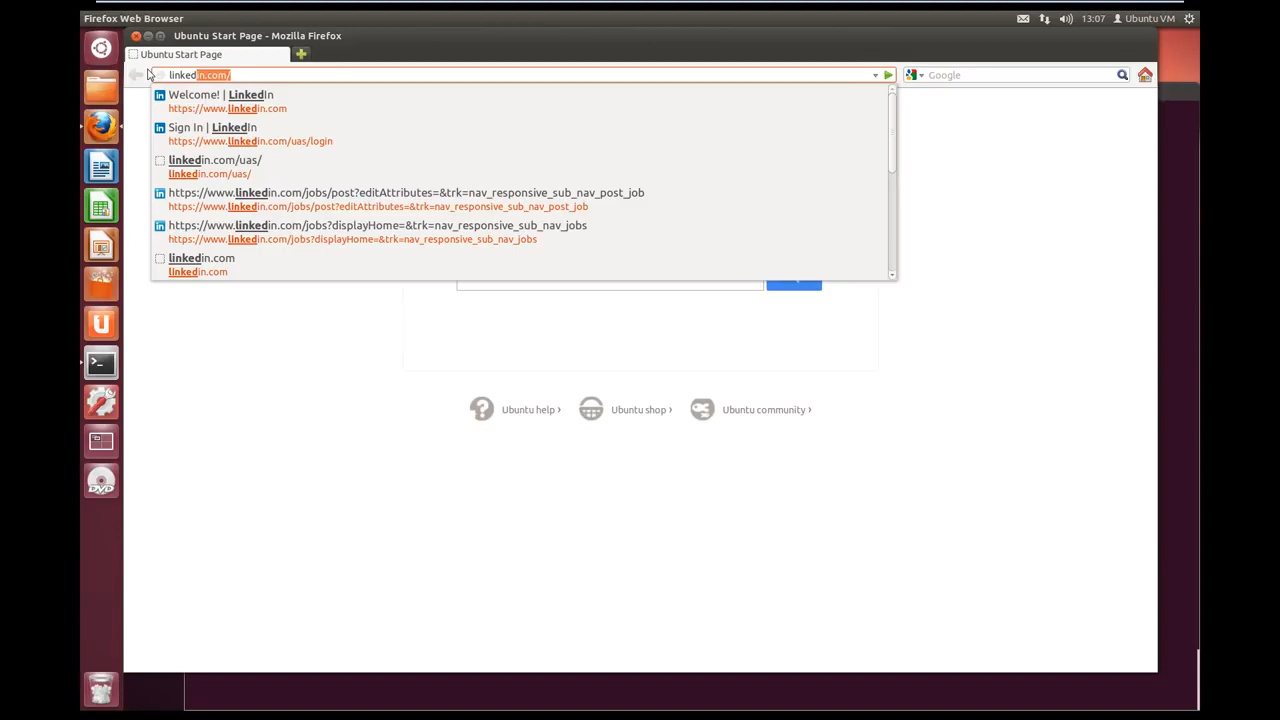 Firefox Web Browser
13:07
Ubuntu VM
Ubuntu Start Page - Mozilla Firefox
Ubuntu Start Page
linkedin.com/
Google
Welcome! | LinkedIn
https://www.linkedin.com
Sign In | LinkedIn
https://www.linkedin.com/uas/login
linkedin.com/uas/
linkedin.com/uas/
https://www.linkedin.com/jobs/post?editAttributes=&trk=nav_responsive_sub_nav_post_job
https://www.linkedin.com/jobs/post?editAttributes=&trk=nav_responsive_sub_nav_post_job
https://www.linkedin.com/jobs?displayHome=&trk=nav_responsive_sub_nav_jobs
https://www.linkedin.com/jobs?displayHome=&trk=nav_responsive_sub_nav_jobs
linkedin.com
linkedin.com
Ubuntu help ›
Ubuntu shop ›
Ubuntu community ›